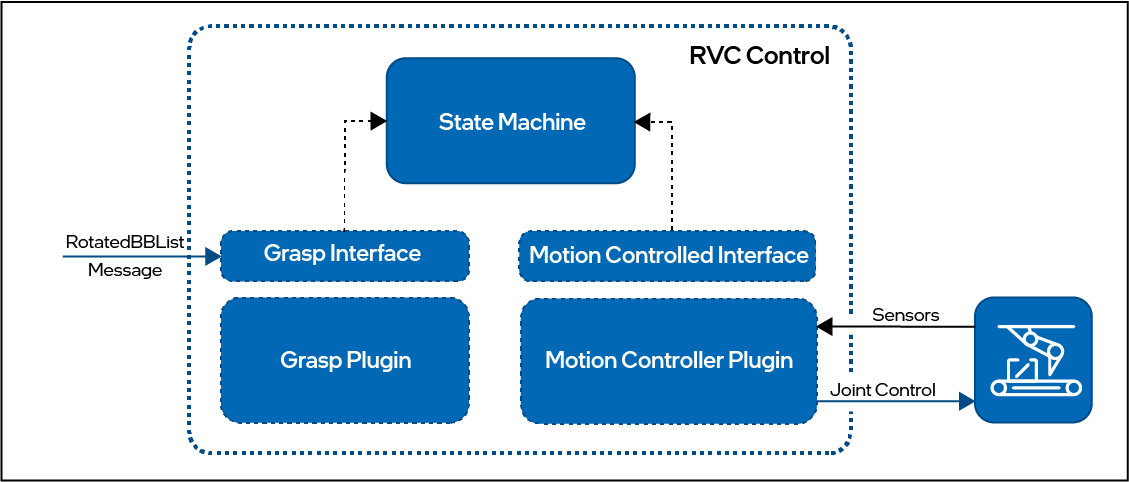 RVC Control
State Machine
RotatedBBList
Message
Grasp Interface
Motion Controlled Interface
Grasp Plugin
Motion Controller Plugin
Sensors
Joint Control